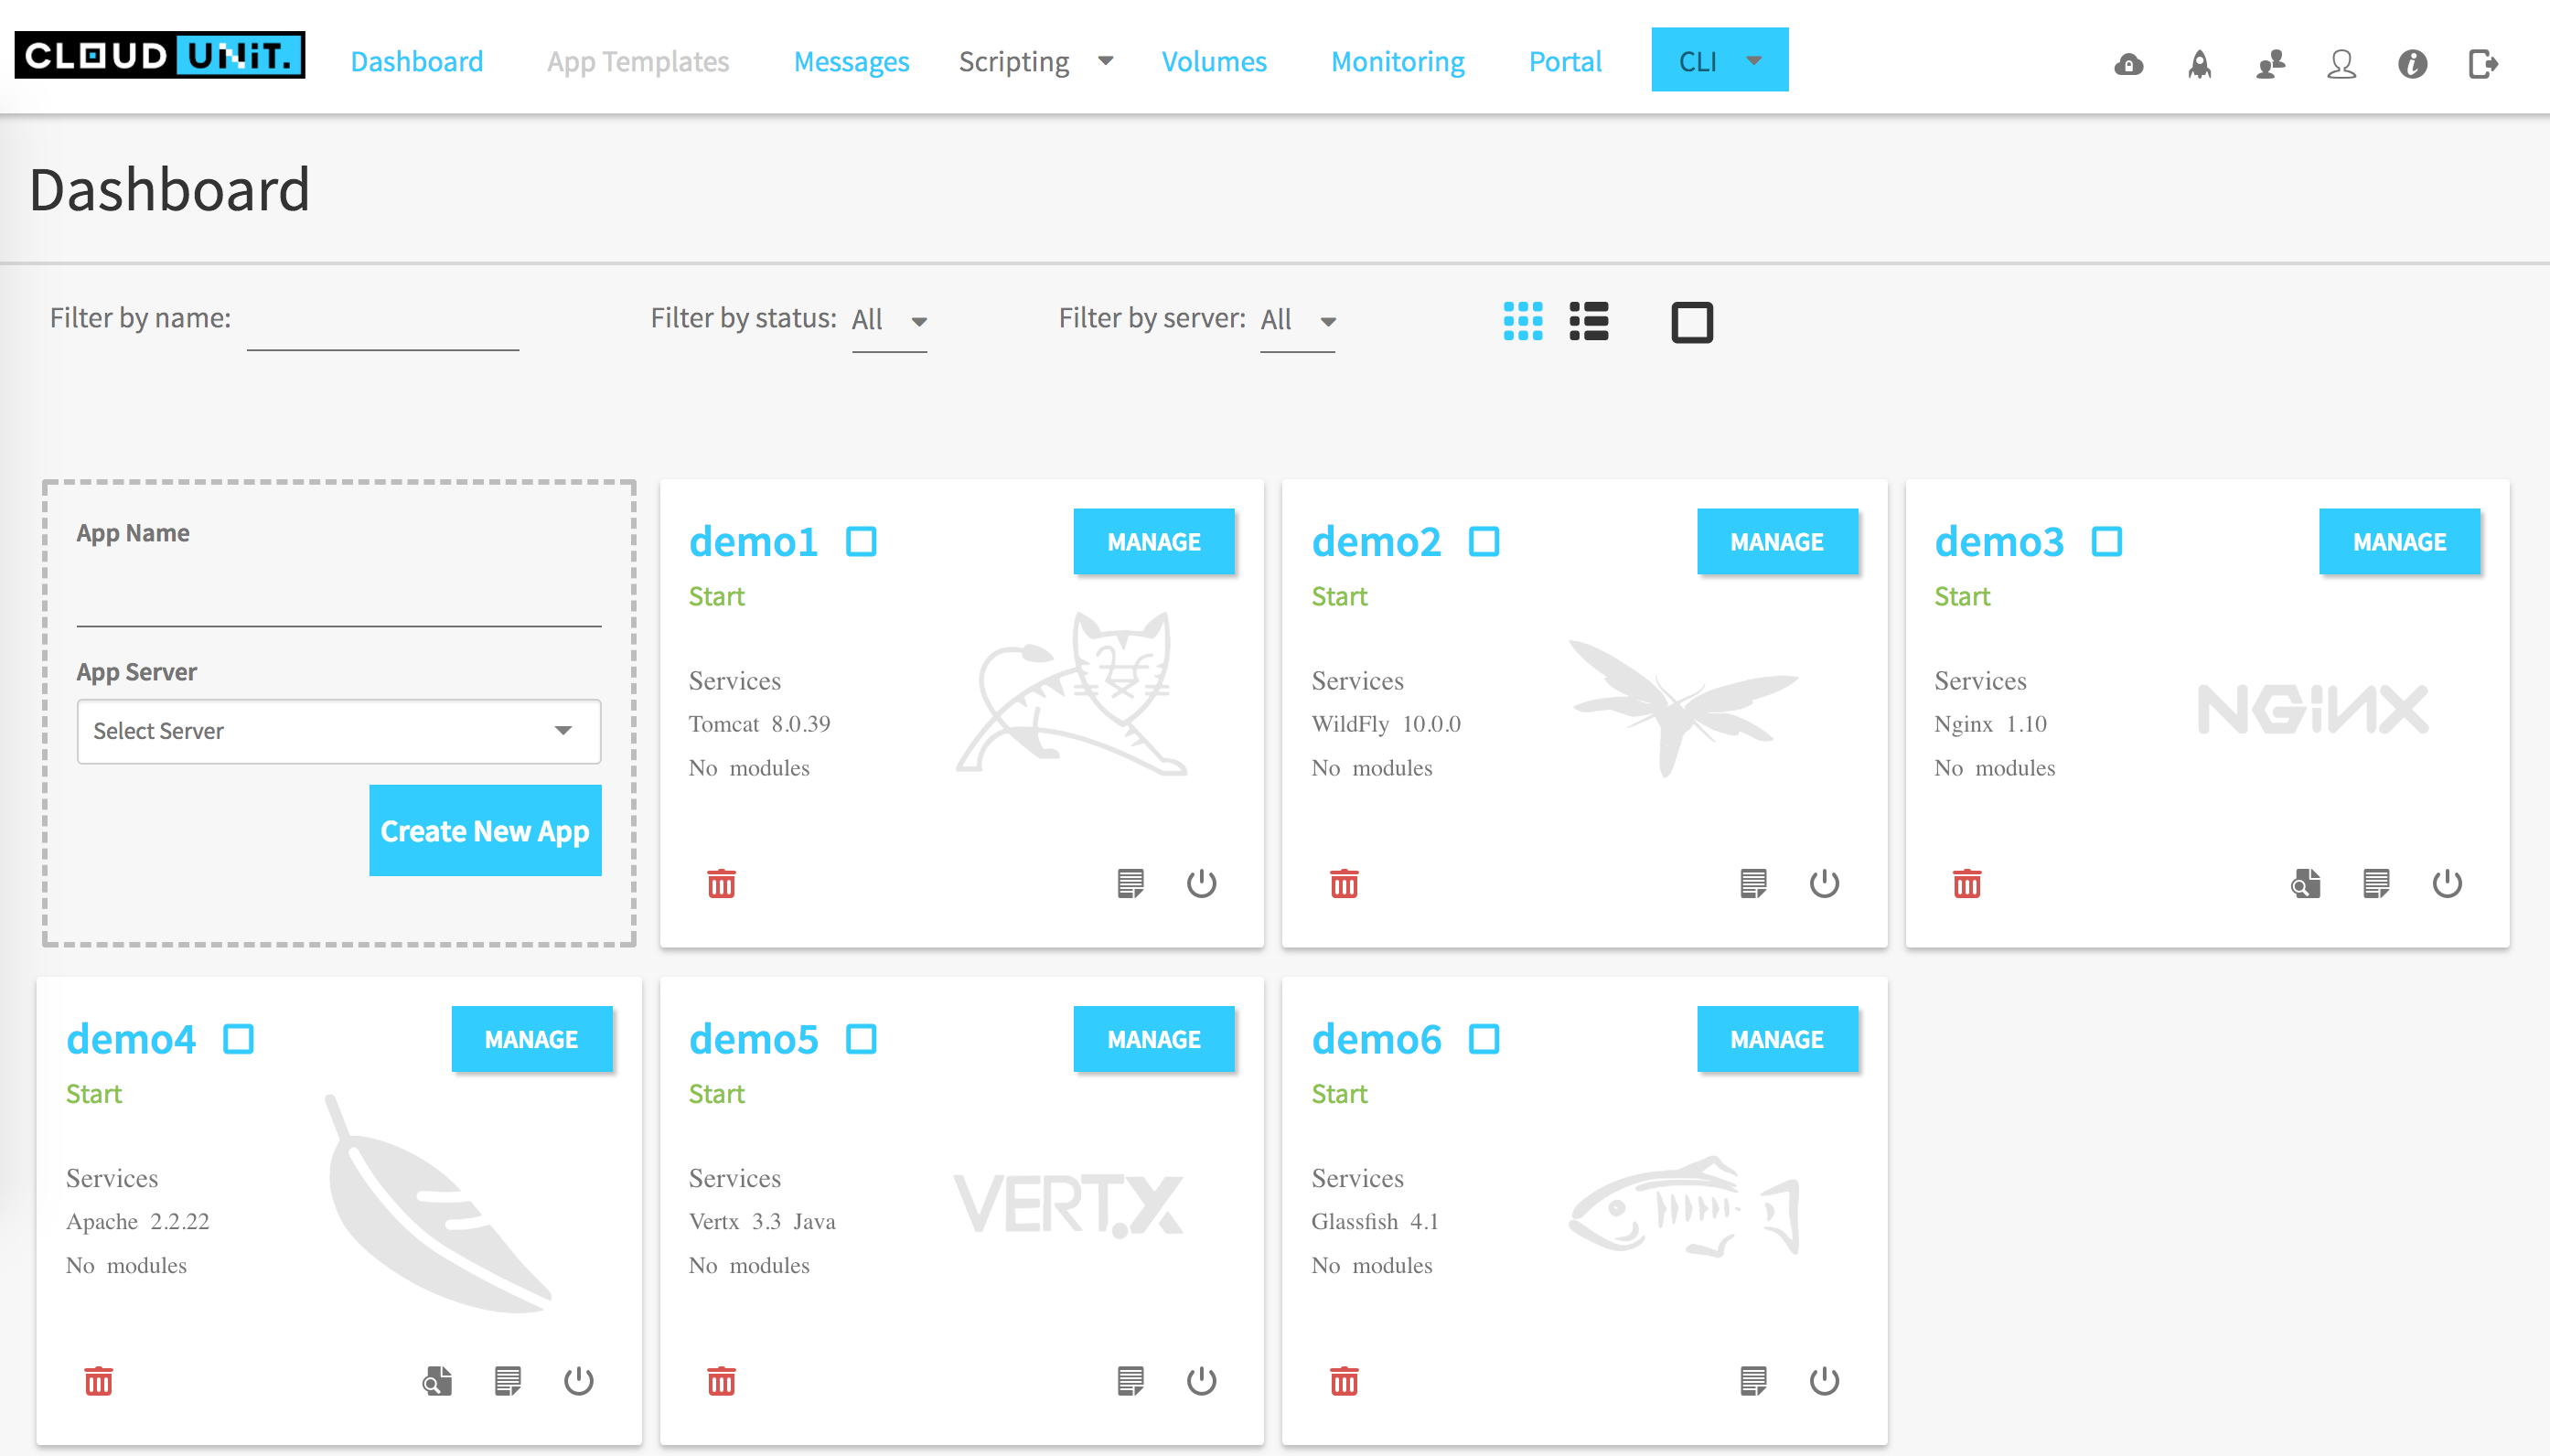 CLOUD UNIT. Dashboard App Templates Messages Scripting Volumes Monitoring Portal CLI
Dashboard
Filter by name: Filter by status: All Filter by server: All
App Name
App Server
Select Server
Create New App
demo1 MANAGE
Start
Services
Tomcat 8.0.39
No modules
demo2 MANAGE
Start
Services
WildFly 10.0.0
No modules
demo3 MANAGE
Start
Services
Nginx 1.10
No modules
NGiNX
demo4 MANAGE
Start
Services
Apache 2.2.22
No modules
demo5 MANAGE
Start
Services
Vertx 3.3 Java
No modules
VERT.X
demo6 MANAGE
Start
Services
Glassfish 4.1
No modules